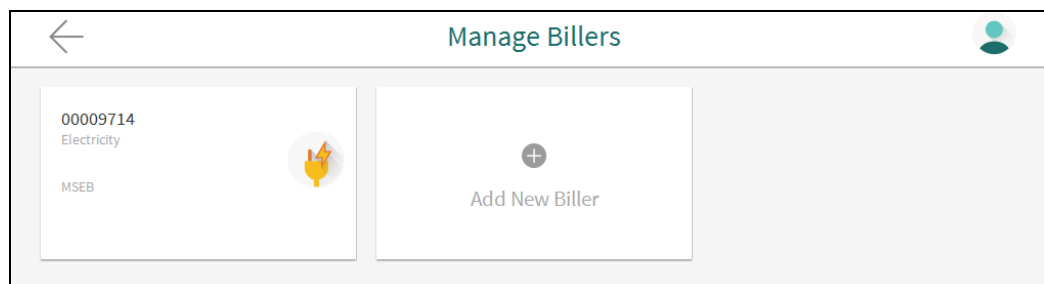 Manage Billers
00009714
Electricity
MSEB
Add New Biller